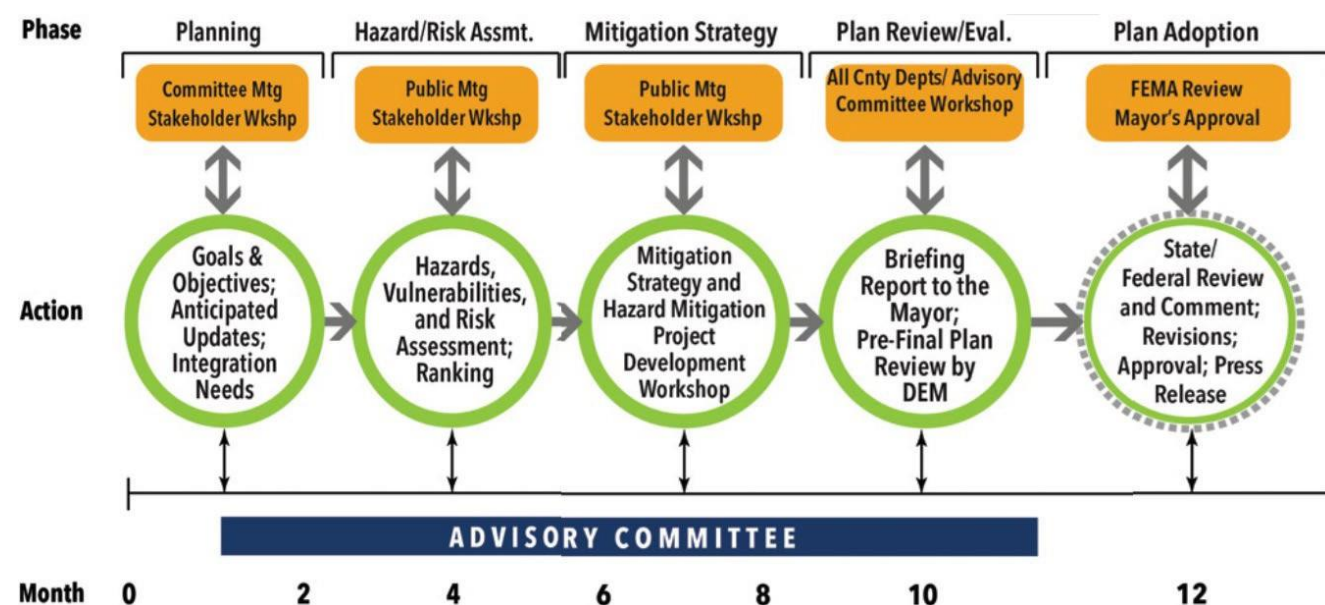 Phase
Planning
Hazard/Risk Assmt.
Mitigation Strategy
Plan Review/Eval.
Plan Adoption
Committee Mtg
Stakeholder Wkshp
Public Mtg
Stakeholder Wkshp
Public Mtg
Stakeholder Wkshp
All Cnty Depts/ Advisory
Committee Workshop
FEMA Review
Mayor's Approval
Action
Goals &
Objectives;
Anticipated
Updates;
Integration
Needs
Hazards,
Vulnerabilities,
and Risk
Assessment;
Ranking
Mitigation
Strategy and
Hazard Mitigation
Project
Development
Workshop
Briefing
Report to the
Mayor;
Pre-Final Plan
Review by
DEM
State/
Federal Review
and Comment;
Revisions;
Approval; Press
Release
ADVISORY COMMITTEE
Month 0 2 4 6 8 10 12